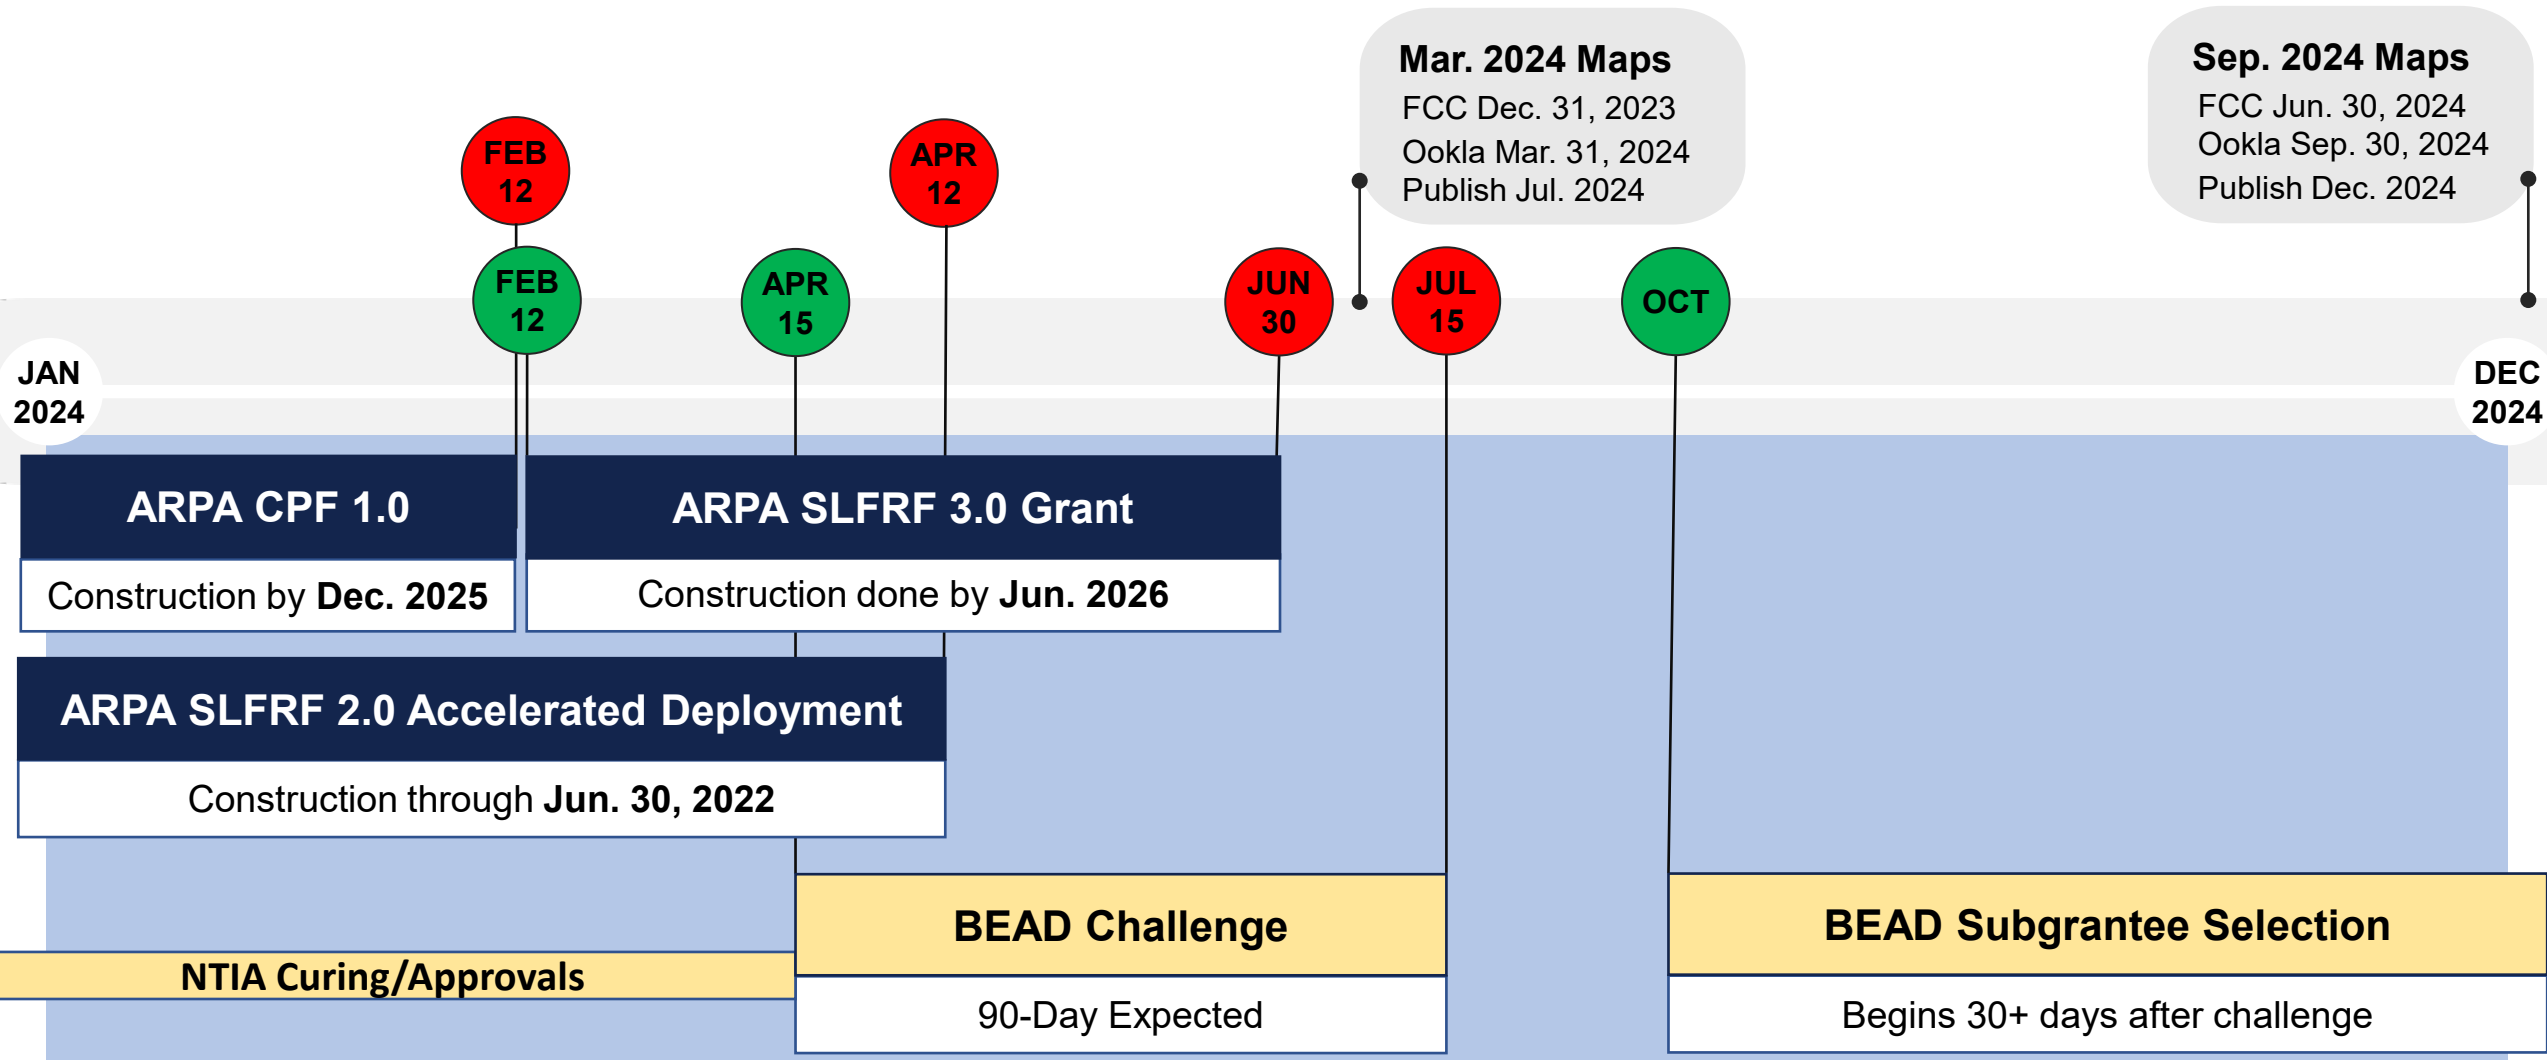 Mar. 2024 Maps
FCC Dec. 31, 2023
Ookla Mar. 31, 2024
Publish Jul. 2024
Sep. 2024 Maps
FCC Jun. 30, 2024
Ookla Sep. 30, 2024
Publish Dec. 2024
FEB
12
APR
12
FEB
12
APR
15
JUN
30
JUL
15
OCT
JAN
2024
DEC
2024
ARPA CPF 1.0
Construction by Dec. 2025
ARPA SLFRF 3.0 Grant
Construction done by Jun. 2026
ARPA SLFRF 2.0 Accelerated Deployment
Construction through Jun. 30, 2022
NTIA Curing/Approvals
BEAD Challenge
90-Day Expected
BEAD Subgrantee Selection
Begins 30+ days after challenge